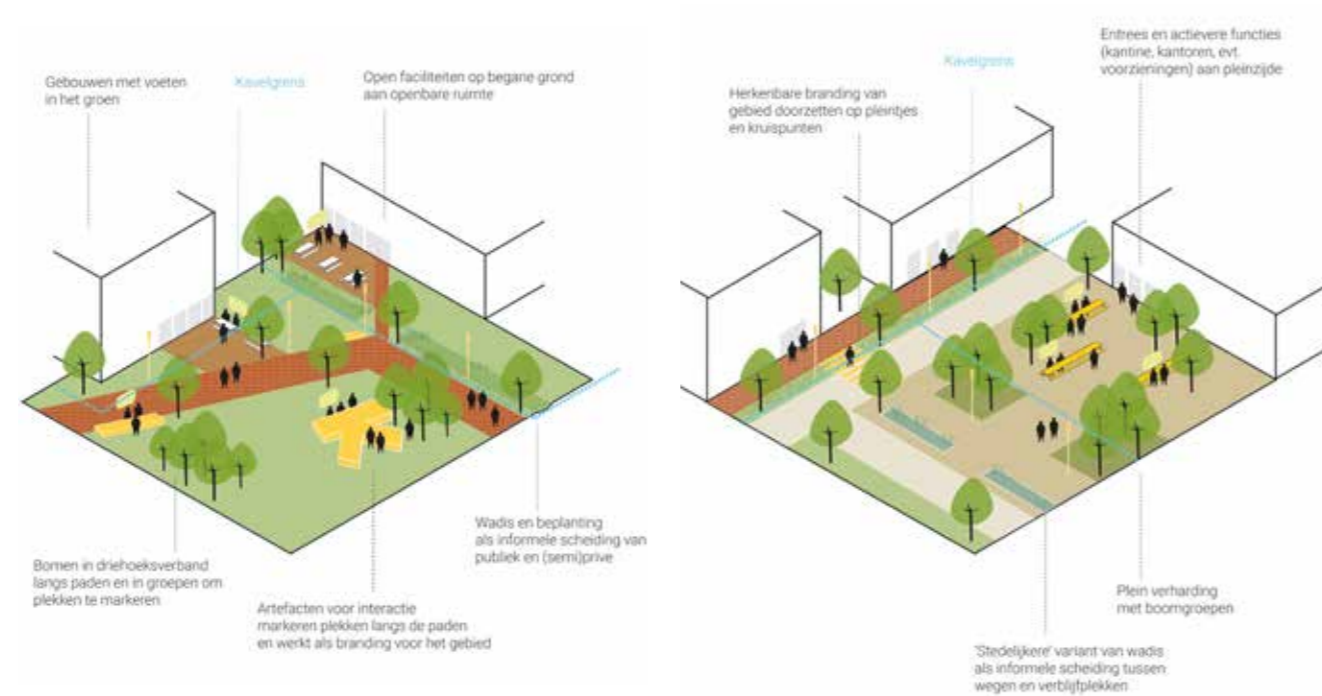 Gebouwen met voeten
in het groen
Kavelgrens
Open faciliteiten op begane grond
aan openbare ruimte
Wadis en beplanting
als informele scheiding van
publiek en (semi)prive
Bomen in driehoeksverband
langs paden en in groepen om
plekken te markeren
Artefacten voor interactie
markeren plekken langs de paden
en werkt als branding voor het gebied
Kavelgrens
Entrees en actievere functies
(kantine, kantoren, evt.
voorzieningen) aan pleinzijde
Herkenbare branding van
gebied doorzetten op pleintjes
en kruispunten
Plein verharding
met boomgroepen
'Stedelijkere' variant van wadis
als informele scheiding tussen
wegen en verblijfplekken